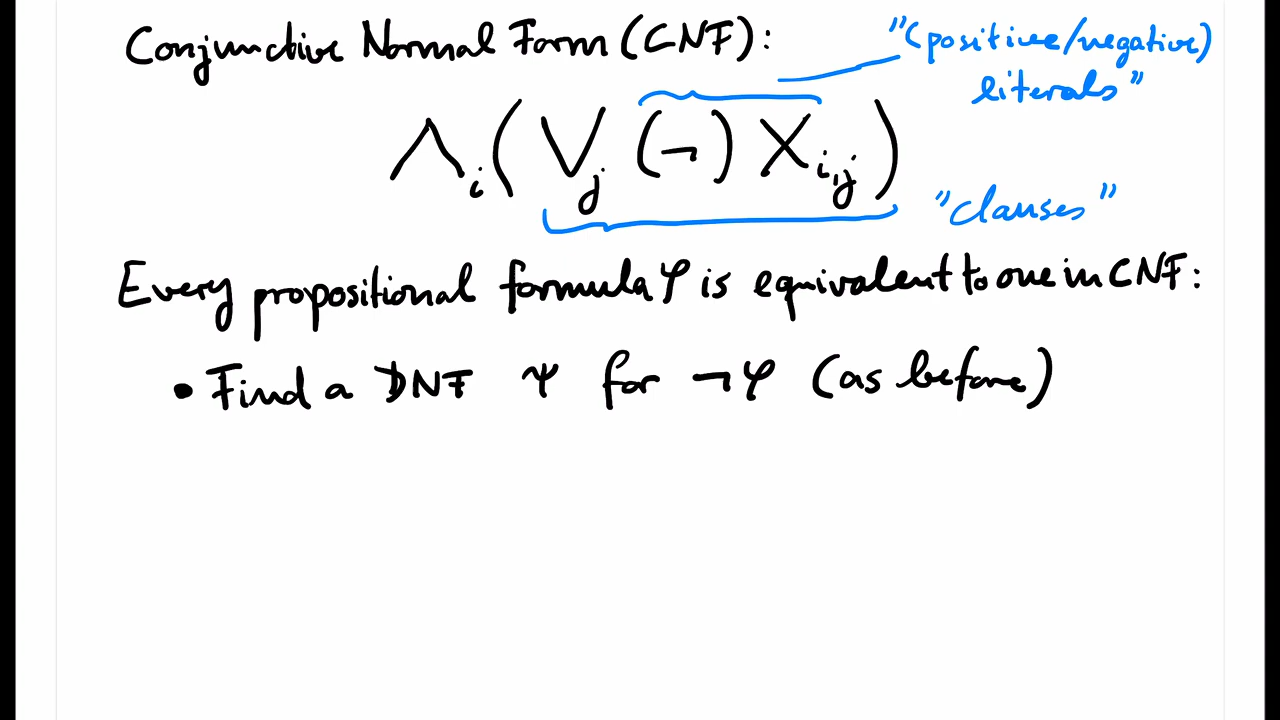 Conjunctive Normal Form (CNF):
"(positive/negative)
literals"
⋀i ( ⋁j (¬) Xi,j )
"clauses"
Every propositional formula φ is equivalent to one in CNF:
• Find a DNF ψ for ¬φ (as before)